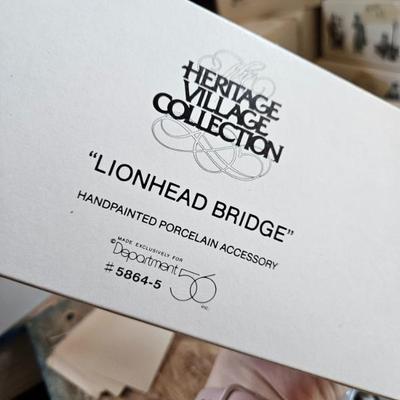 The
HERITAGE
VILLAGE
COLLECTION
"LIONHEAD BRIDGE"
HANDPAINTED PORCELAIN ACCESSORY
MADE EXCLUSIVELY FOR
©Department 56 INC.
# 5864-5